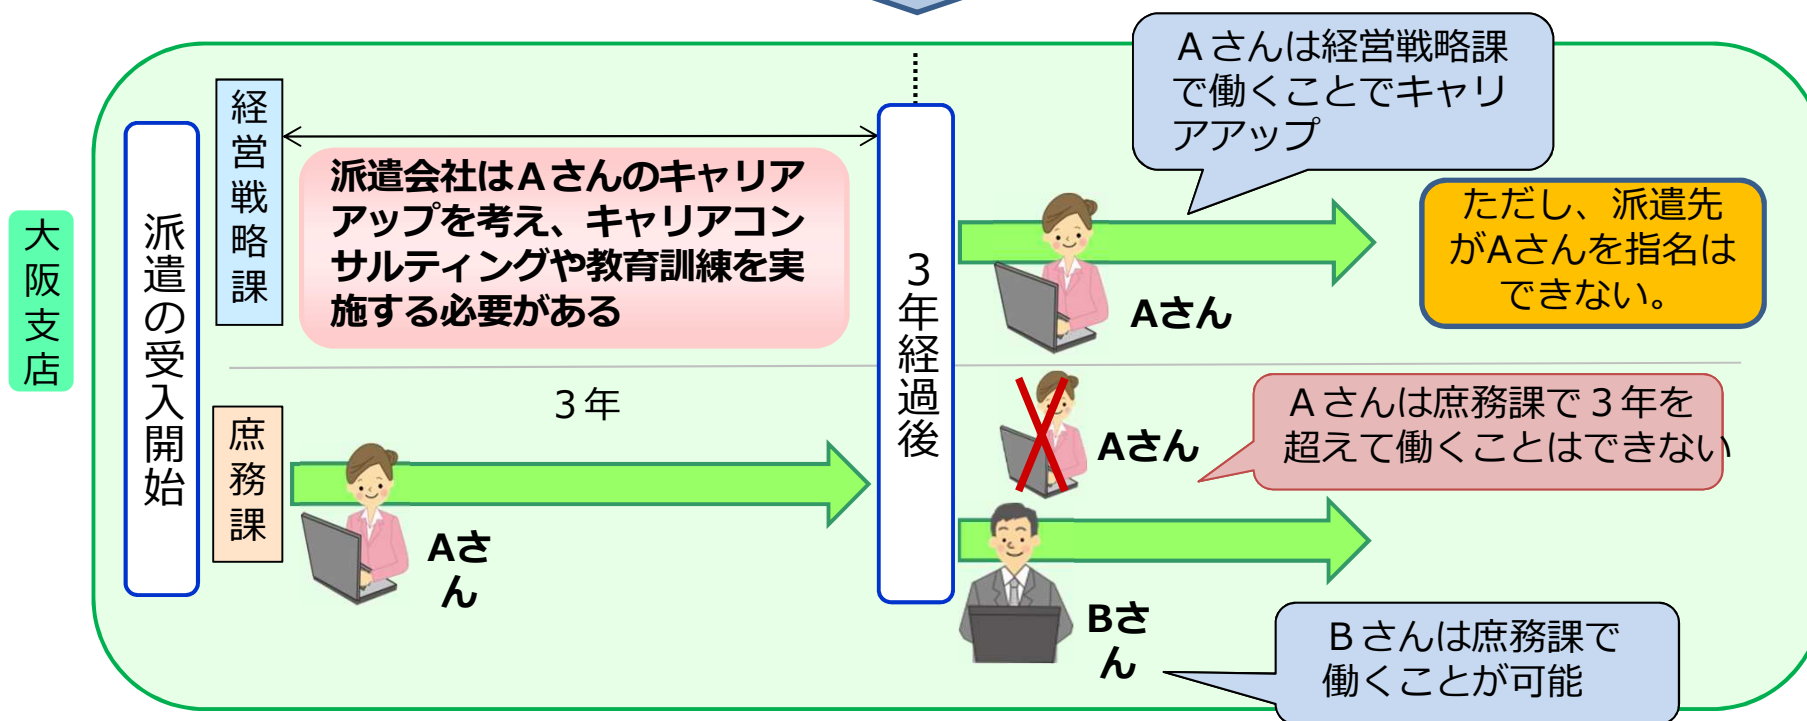 大阪支店
派遣の受入開始
経営戦略課
派遣会社はAさんのキャリア
アップを考え、キャリアコン
サルティングや教育訓練を実
施する必要がある
3年
庶務課
Aさ
ん
3年経過後
Aさんは経営戦略課
で働くことでキャリ
アアップ
Aさん
ただし、派遣先
がAさんを指名は
できない。
Aさん
Aさんは庶務課で3年を
超えて働くことはできない
Bさ
ん
Bさんは庶務課で
働くことが可能